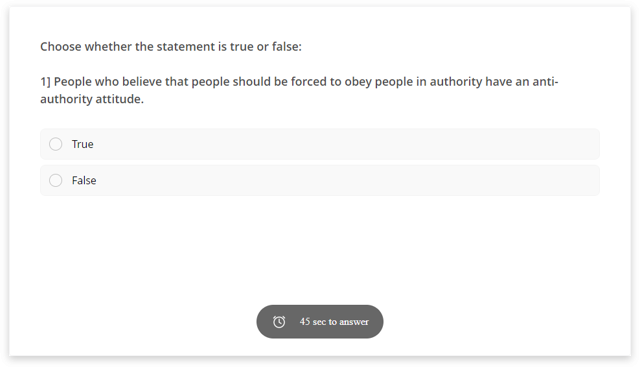 Choose whether the statement is true or false:
1] People who believe that people should be forced to obey people in authority have an anti-
authority attitude.
True
False
45 sec to answer